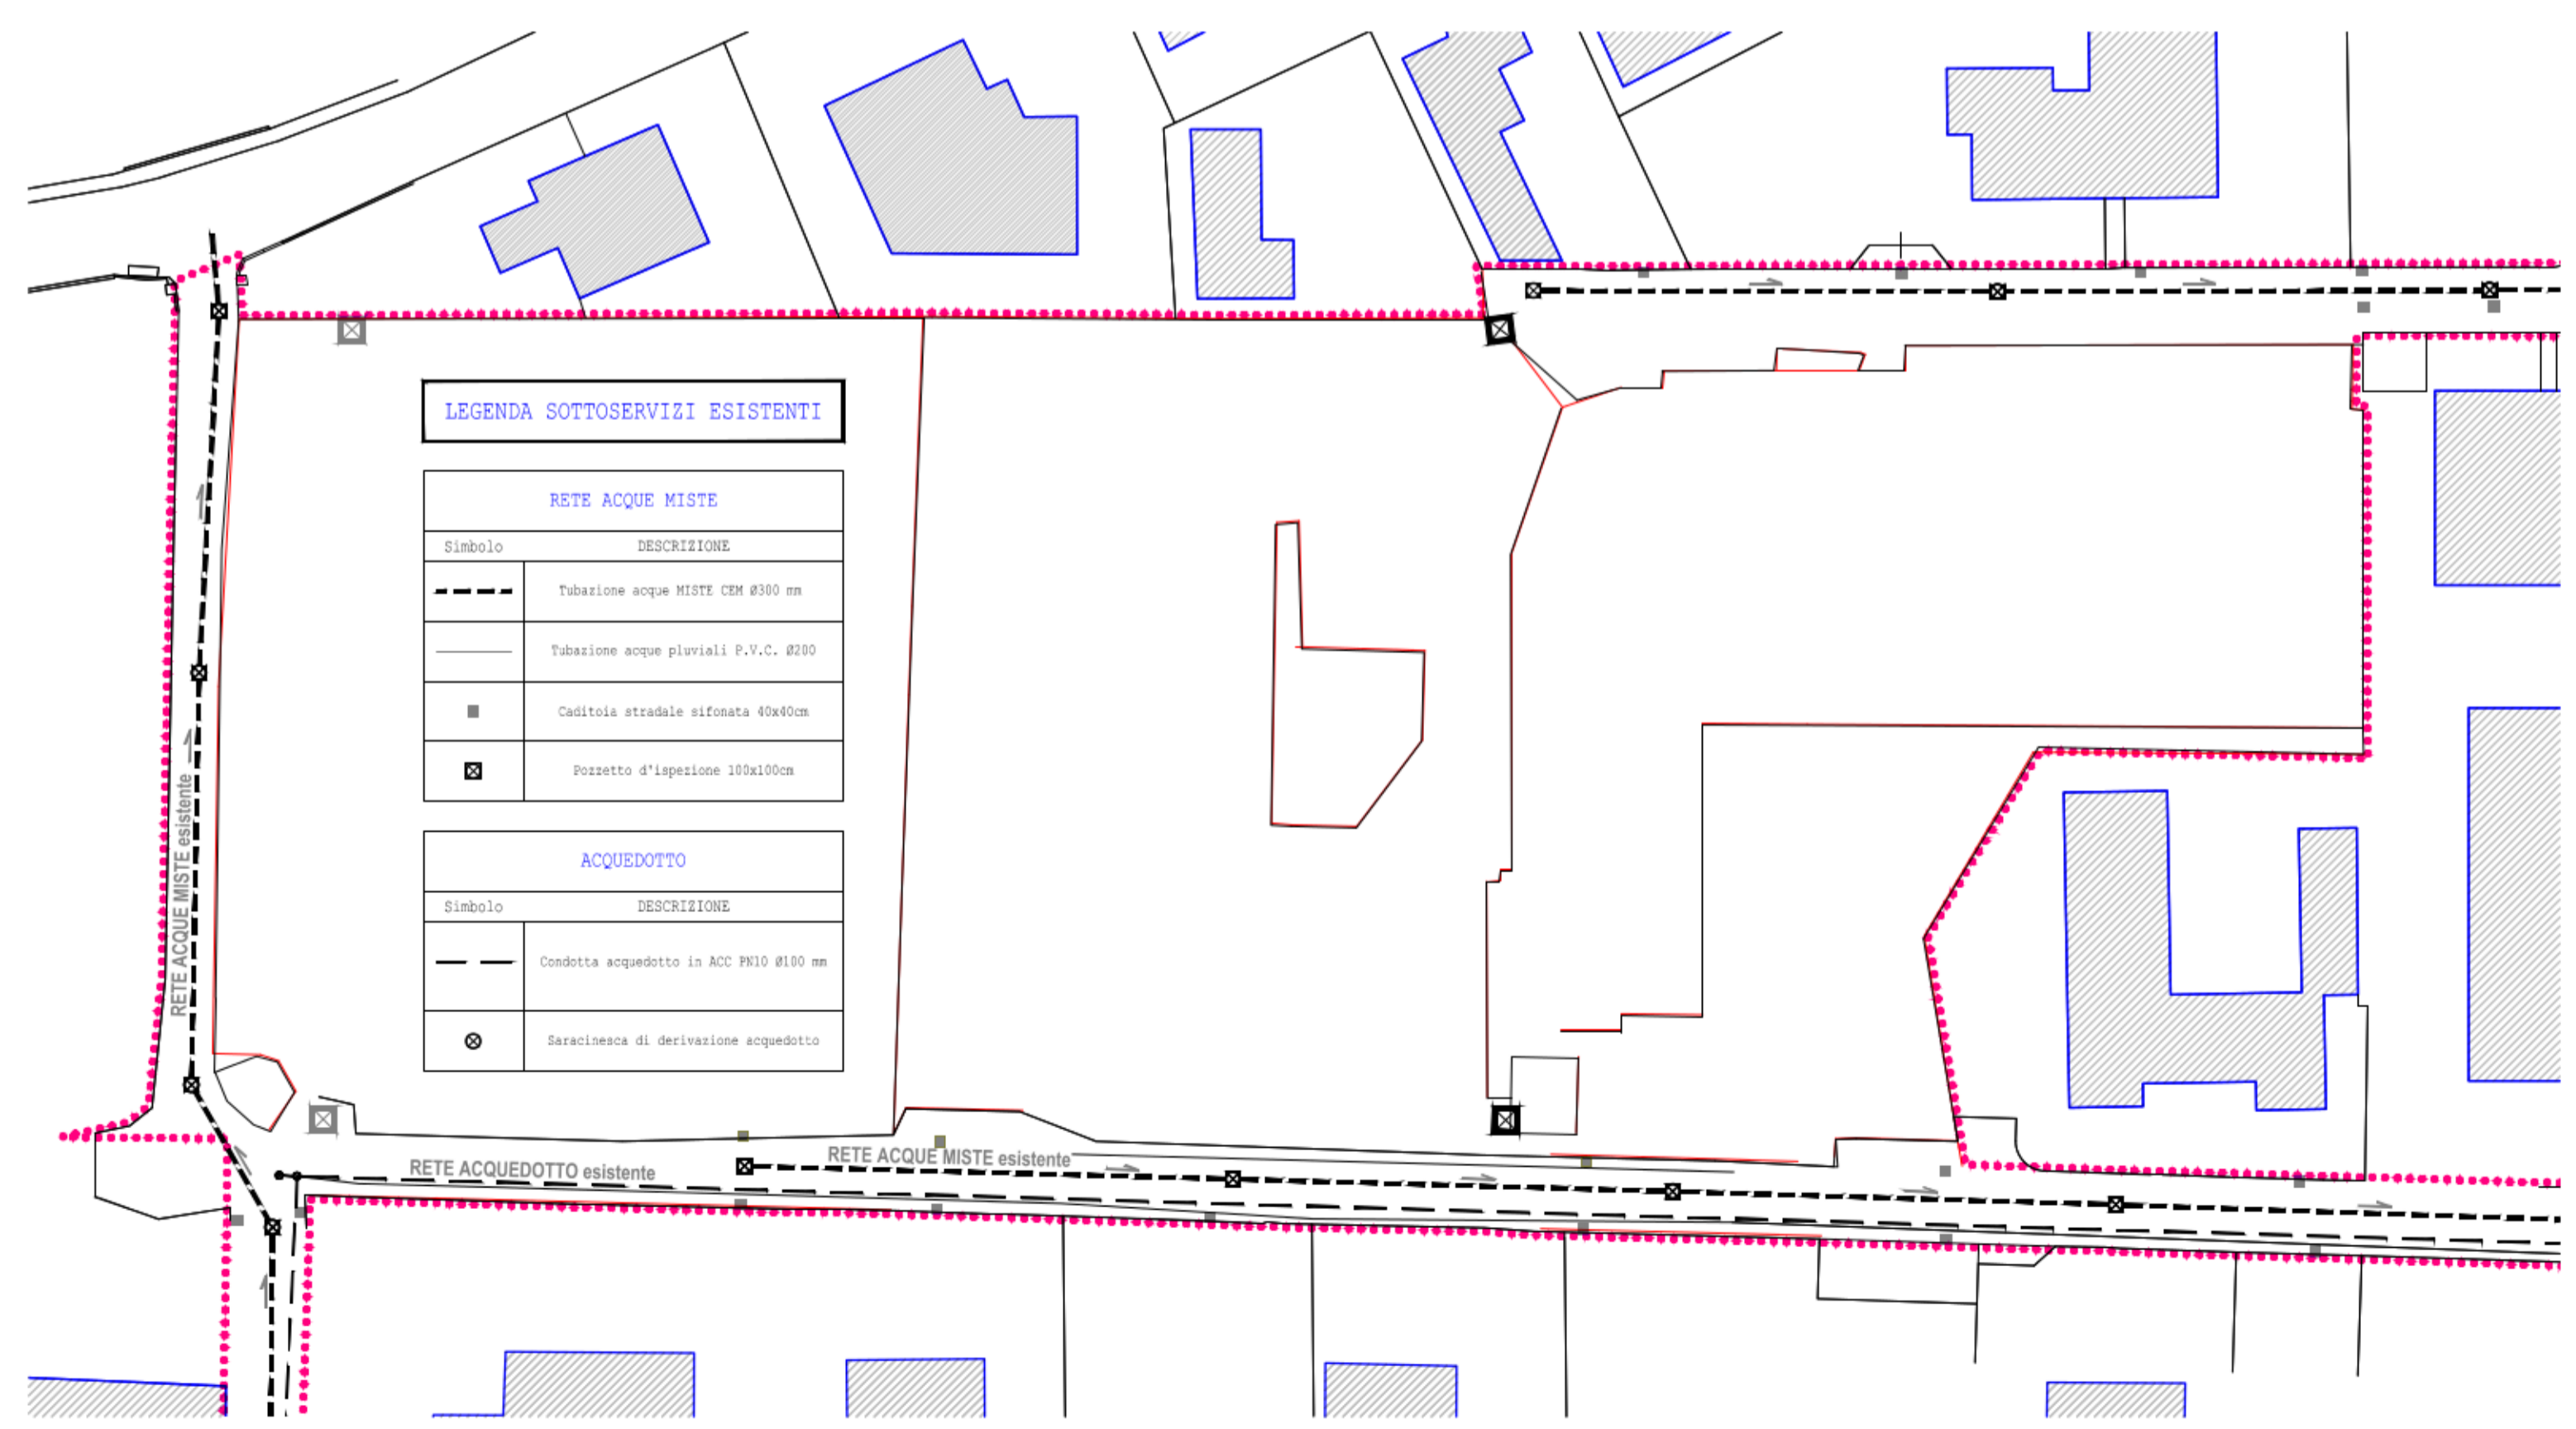 LEGENDA SOTTOSERVIZI ESISTENTI
RETE ACQUE MISTE
Simbolo DESCRIZIONE
Tubazione acque MISTE CEM Ø300 mm
Tubazione acque pluviali P.V.C. Ø200
Caditoia stradale sifonata 40x40cm
Pozzetto d'ispezione 100x100cm
ACQUEDOTTO
Simbolo DESCRIZIONE
Condotta acquedotto in ACC PN10 Ø100 mm
Saracinesca di derivazione acquedotto
RETE ACQUE MISTE esistente
RETE ACQUEDOTTO esistente
RETE ACQUE MISTE esistente